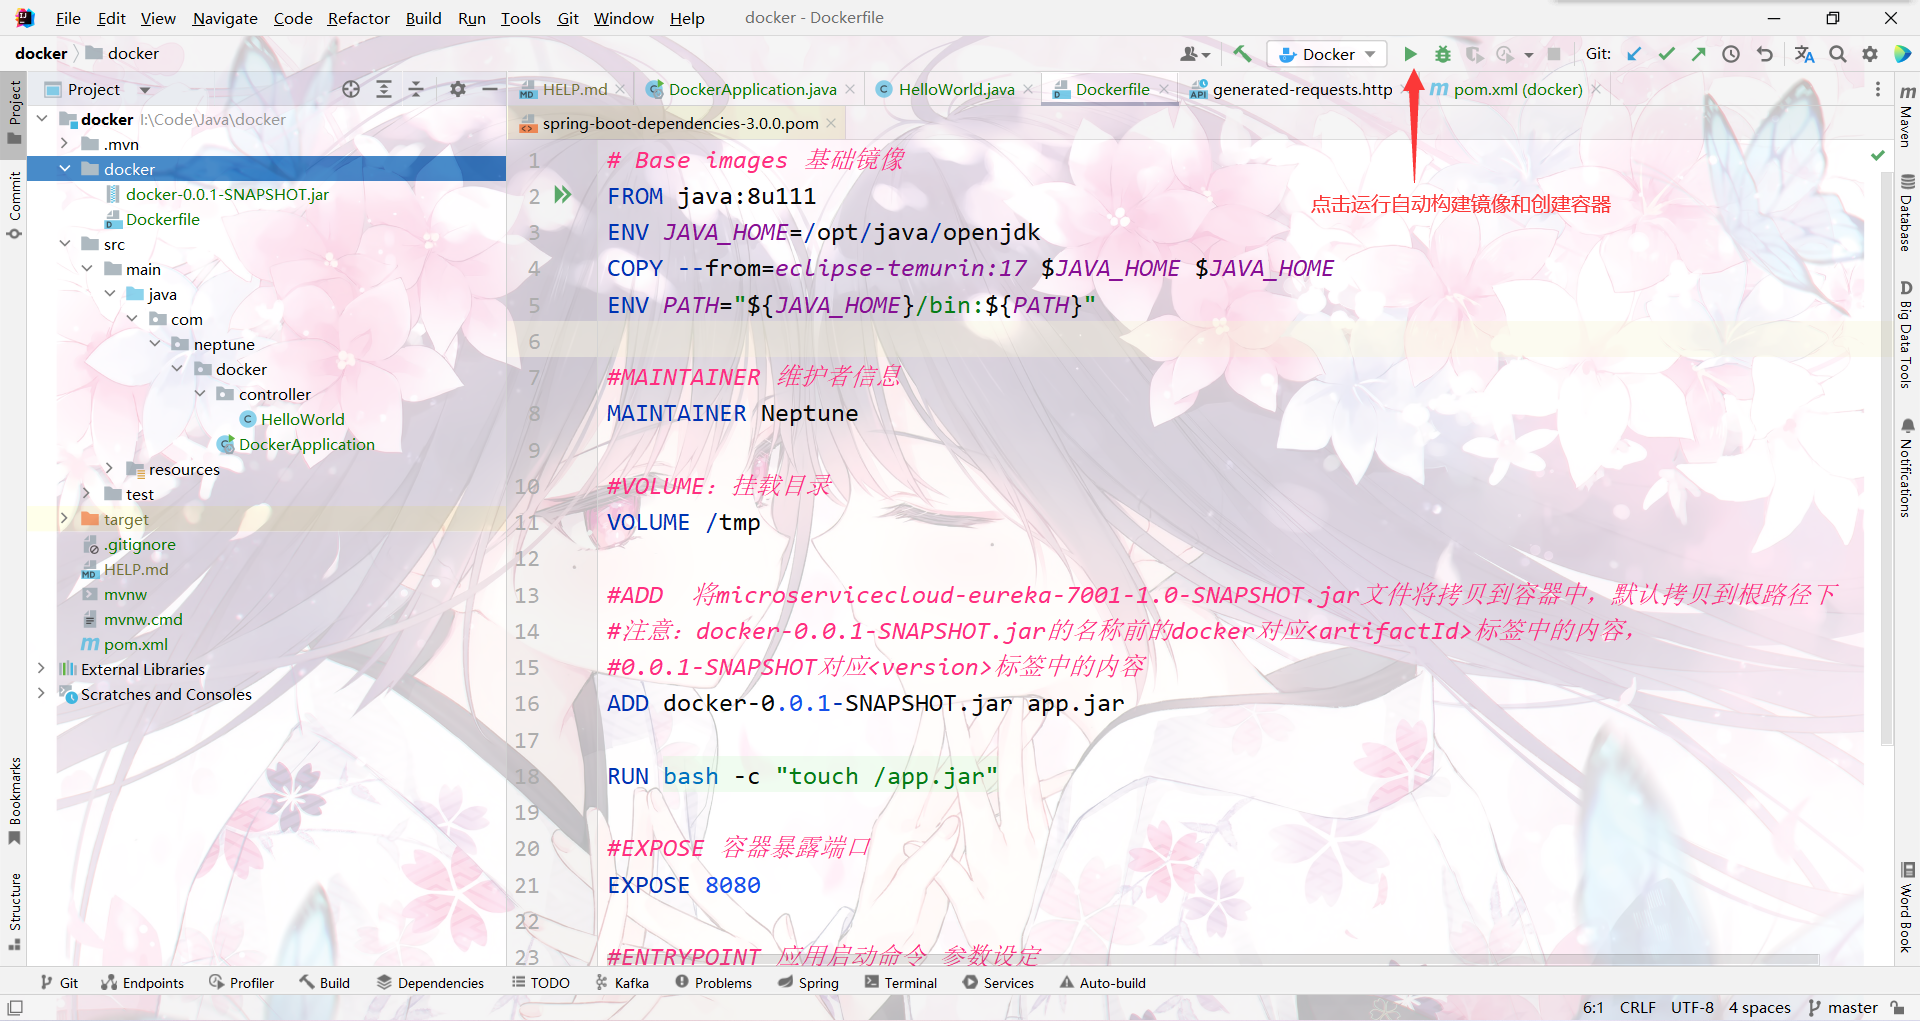 File Edit View Navigate Code Refactor Build Run Tools Git Window Help docker - Dockerfile
docker docker Docker Git:
Project HELP.md DockerApplication.java HelloWorld.java Dockerfile generated-requests.http pom.xml (docker)
spring-boot-dependencies-3.0.0.pom
点击运行自动构建镜像和创建容器
Project
Commit
Bookmarks
Structure
docker I:\Code\Java\docker
.mvn
docker
docker-0.0.1-SNAPSHOT.jar
Dockerfile
src
main
java
com
neptune
docker
controller
HelloWorld
DockerApplication
resources
test
target
.gitignore
HELP.md
mvnw
mvnw.cmd
pom.xml
External Libraries
Scratches and Consoles
1 # Base images 基础镜像
2 FROM java:8u111
3 ENV JAVA_HOME=/opt/java/openjdk
4 COPY --from=eclipse-temurin:17 $JAVA_HOME $JAVA_HOME
5 ENV PATH="${JAVA_HOME}/bin:${PATH}"
6
7 #MAINTAINER 维护者信息
8 MAINTAINER Neptune
9
10 #VOLUME：挂载目录
11 VOLUME /tmp
12
13 #ADD 将microservicecloud-eureka-7001-1.0-SNAPSHOT.jar文件将拷贝到容器中，默认拷贝到根路径下
14 #注意：docker-0.0.1-SNAPSHOT.jar的名称前的docker对应<artifactId>标签中的内容，
15 #0.0.1-SNAPSHOT对应<version>标签中的内容
16 ADD docker-0.0.1-SNAPSHOT.jar app.jar
17
18 RUN bash -c "touch /app.jar"
19
20 #EXPOSE 容器暴露端口
21 EXPOSE 8080
22
23 #ENTRYPOINT 应用启动命令 参数设定
Maven
Database
Big Data Tools
Notifications
Word Book
Git Endpoints Profiler Build Dependencies TODO Kafka Problems Spring Terminal Services Auto-build
6:1 CRLF UTF-8 4 spaces master